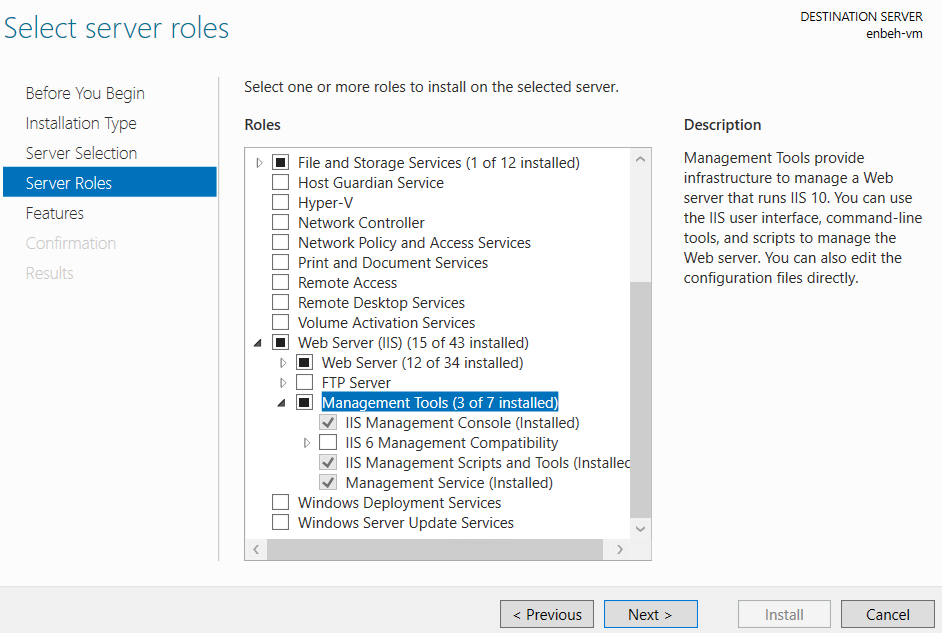 Select server roles
DESTINATION SERVER
enbeh-vm
Before You Begin
Installation Type
Server Selection
Server Roles
Features
Confirmation
Results
Select one or more roles to install on the selected server.
Roles
File and Storage Services (1 of 12 installed)
Host Guardian Service
Hyper-V
Network Controller
Network Policy and Access Services
Print and Document Services
Remote Access
Remote Desktop Services
Volume Activation Services
Web Server (IIS) (15 of 43 installed)
Web Server (12 of 34 installed)
FTP Server
Management Tools (3 of 7 installed)
IIS Management Console (Installed)
IIS 6 Management Compatibility
IIS Management Scripts and Tools (Installed
Management Service (Installed)
Windows Deployment Services
Windows Server Update Services
Description
Management Tools provide
infrastructure to manage a Web
server that runs IIS 10. You can use
the IIS user interface, command-line
tools, and scripts to manage the
Web server. You can also edit the
configuration files directly.
< Previous
Next >
Install
Cancel